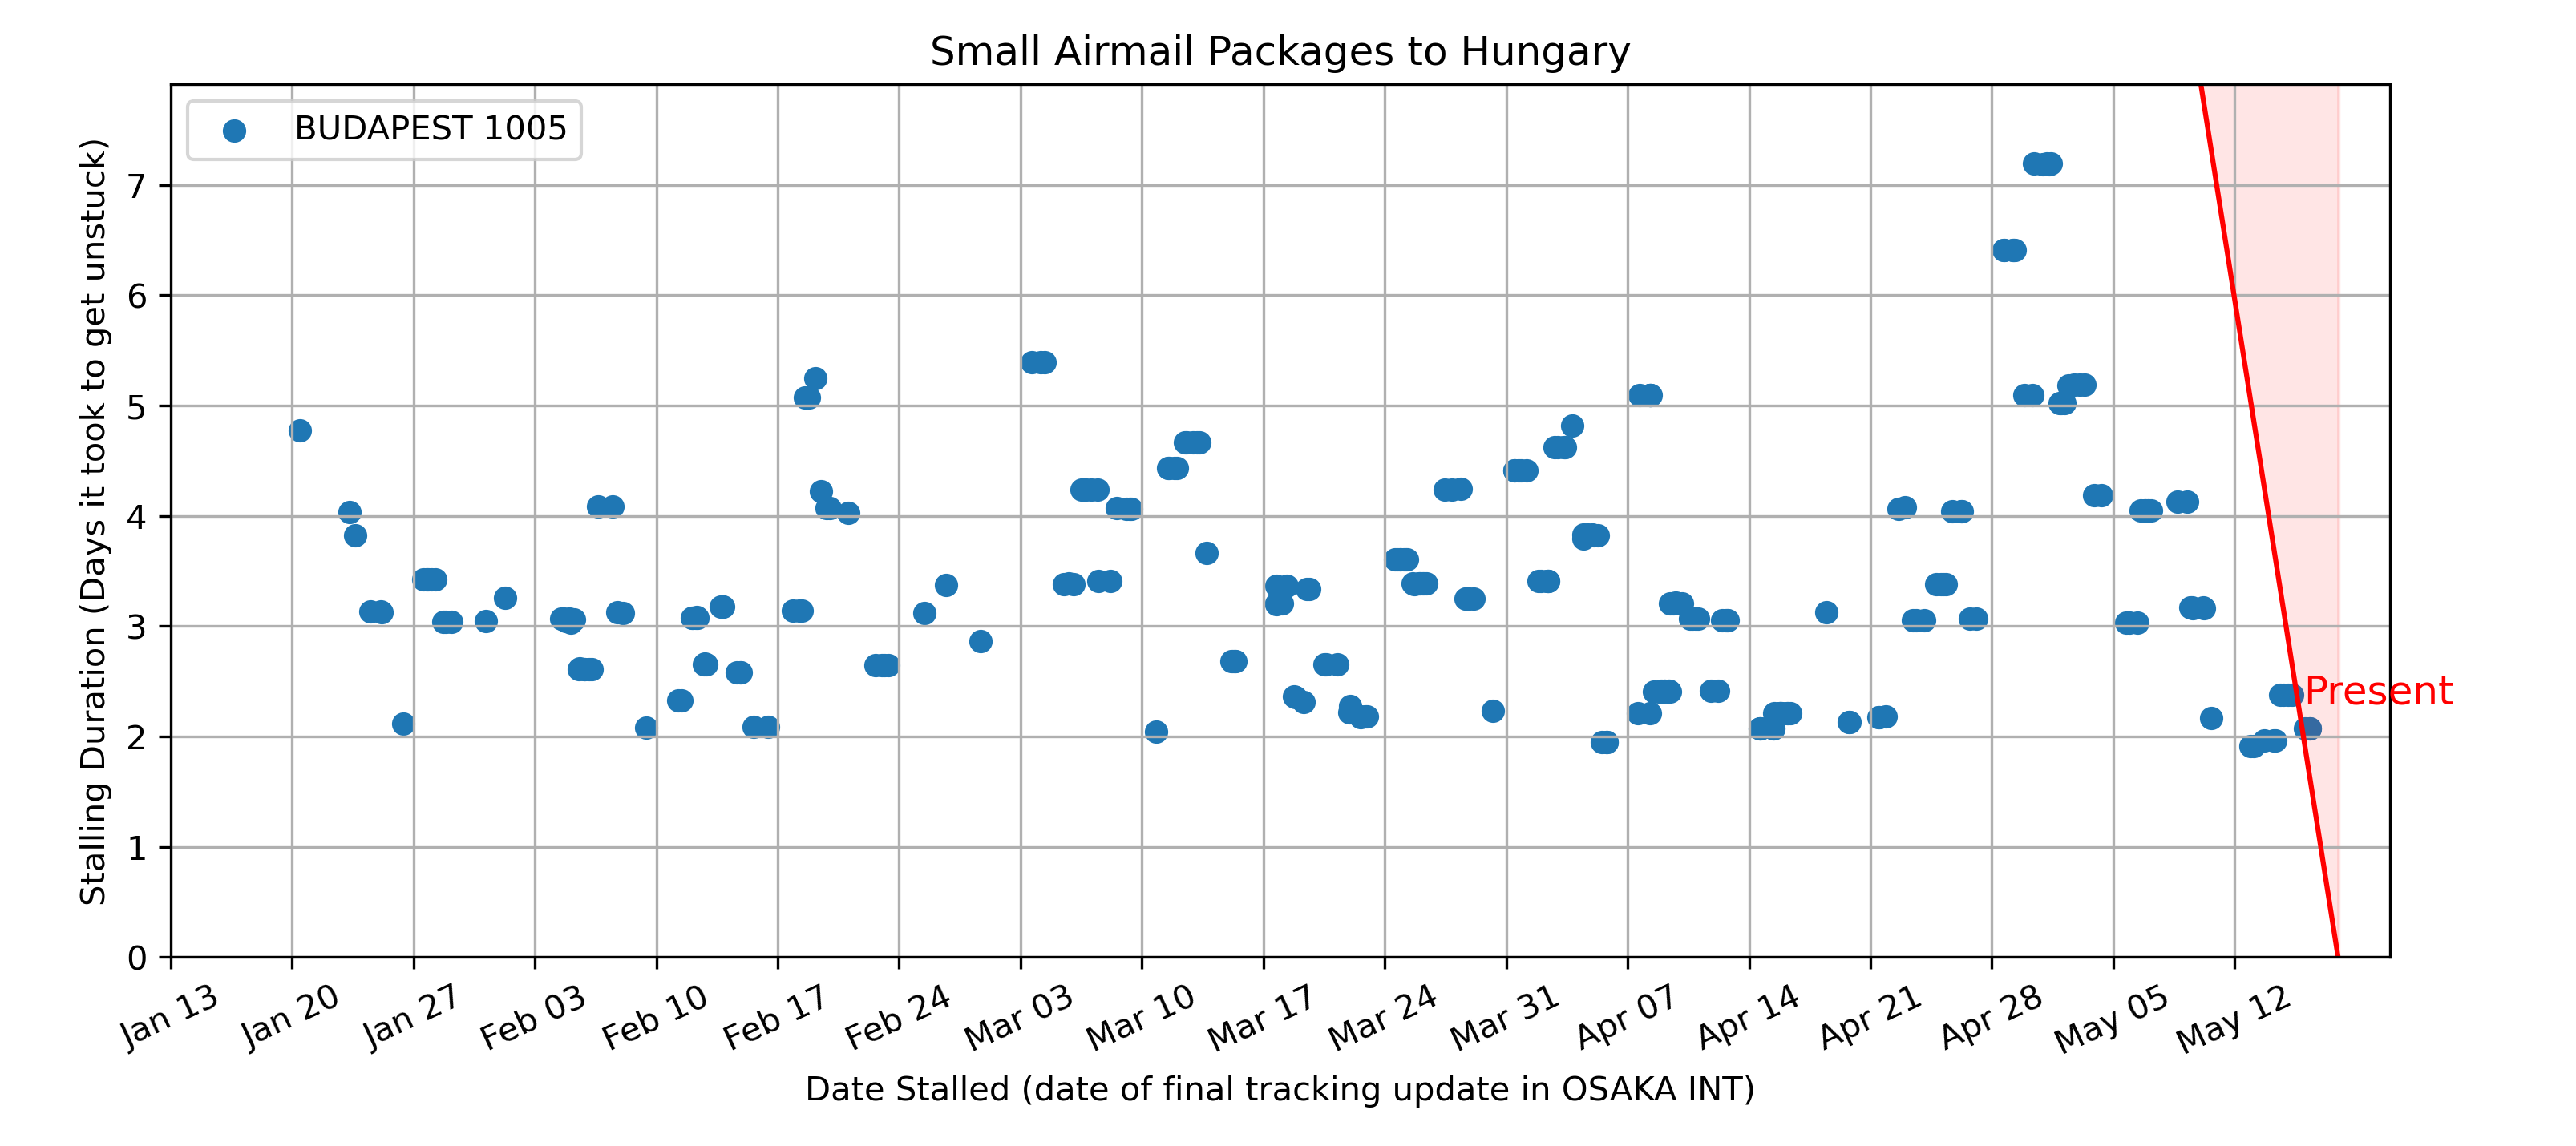 Small Airmail Packages to Hungary
BUDAPEST 1005
Stalling Duration (Days it took to get unstuck)
7
6
5
4
3
2
1
0
Present
Jan 13
Jan 20
Jan 27
Feb 03
Feb 10
Feb 17
Feb 24
Mar 03
Mar 10
Mar 17
Mar 24
Mar 31
Apr 07
Apr 14
Apr 21
Apr 28
May 05
May 12
Date Stalled (date of final tracking update in OSAKA INT)